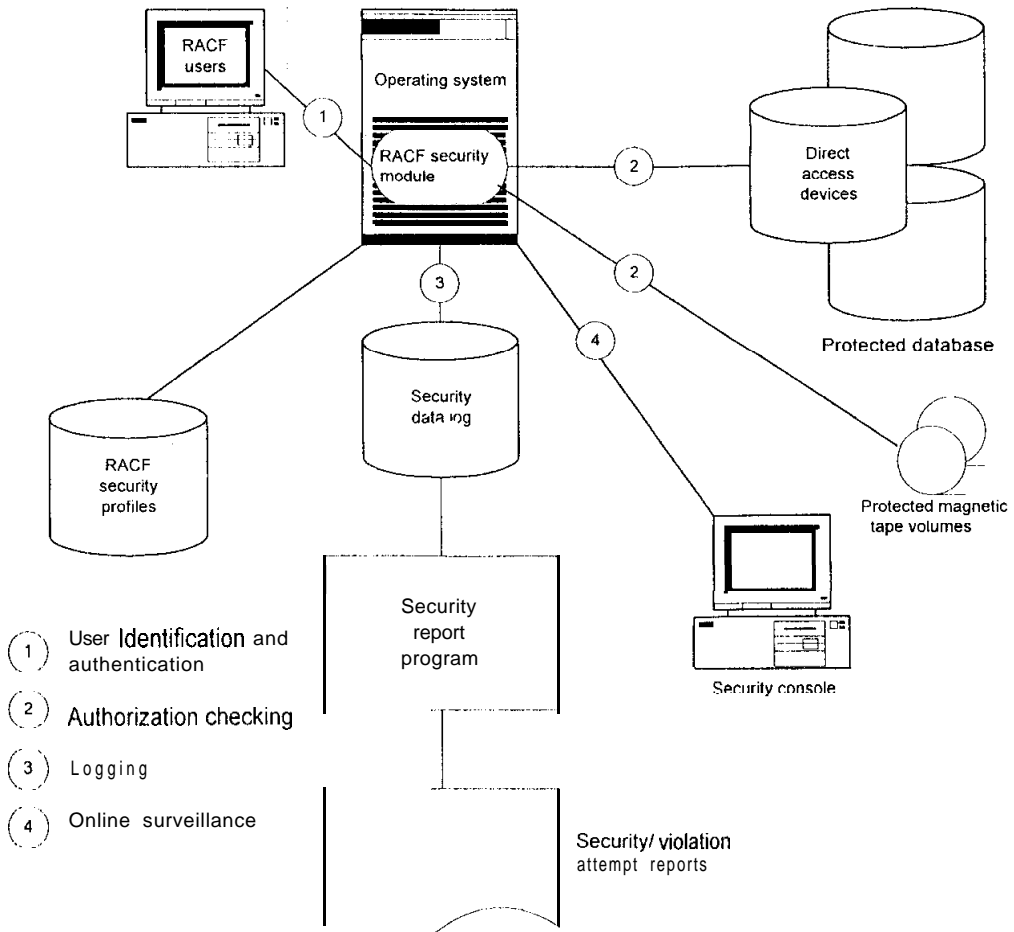 RACF
users
Operating system
1
RACF security
module
2
Direct
access
devices
3
2
4
Protected database
Security
data log
RACF
security
profiles
Protected magnetic
tape volumes
Security
report
program
Security console
1 User Identification and
authentication
2 Authorization checking
3 Logging
4 Online surveillance
Security/ violation
attempt reports